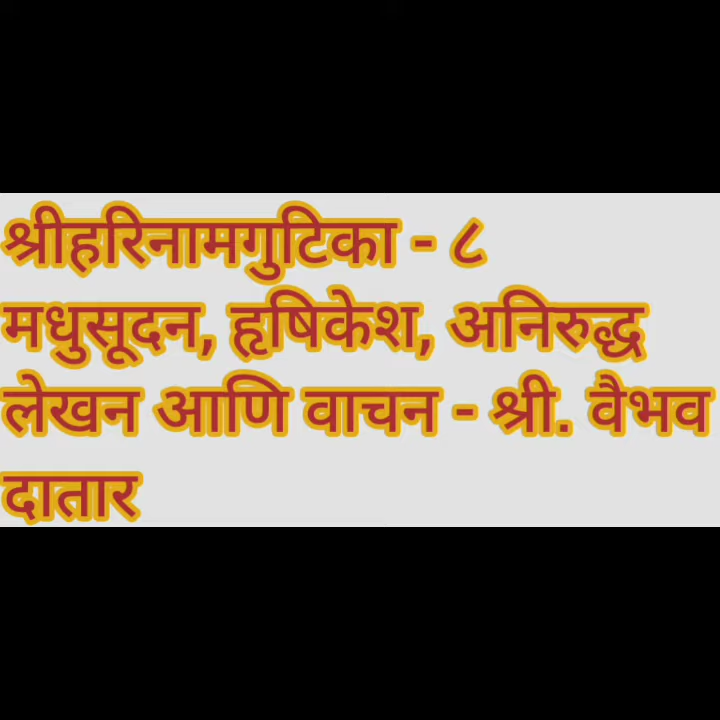 श्रीहरिनामगुटिका - ८
मधुसूदन, हृषिकेश, अनिरुद्ध
लेखन आणि वाचन - श्री. वैभव
दातार